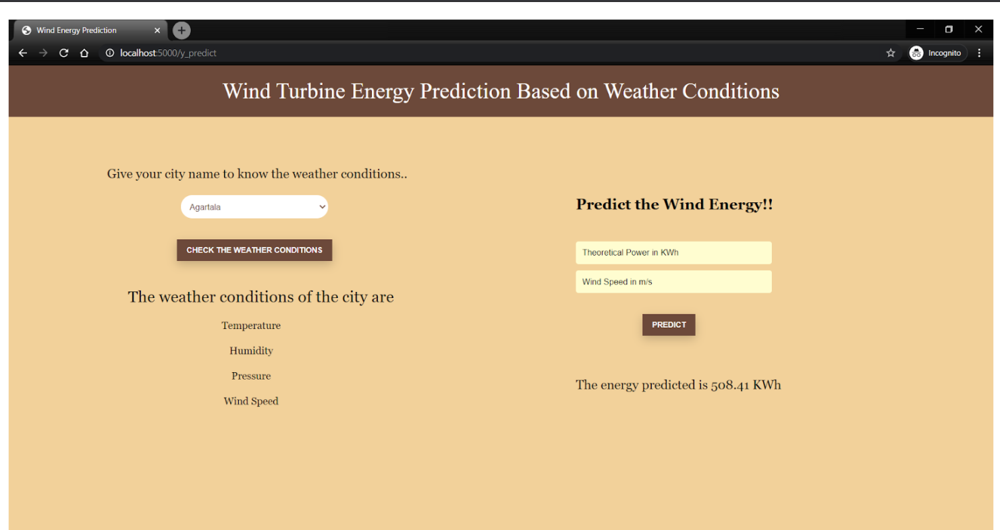 Wind Energy Prediction
localhost:5000/y_predict
Incognito
Wind Turbine Energy Prediction Based on Weather Conditions
Give your city name to know the weather conditions..
Agartala
CHECK THE WEATHER CONDITIONS
The weather conditions of the city are
Temperature
Humidity
Pressure
Wind Speed
Predict the Wind Energy!!
Theoretical Power in KWh
Wind Speed in m/s
PREDICT
The energy predicted is 508.41 KWh